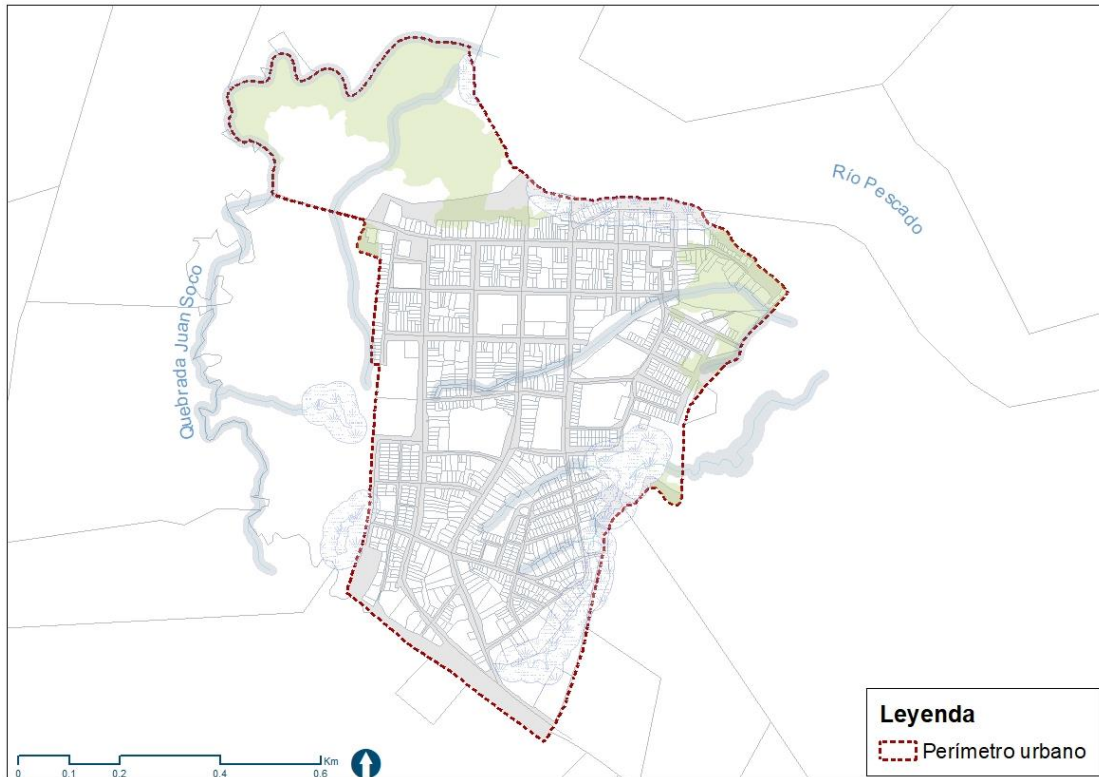 Río Pescado
Quebrada Juan Soco
Leyenda
Perímetro urbano
Km
0 0.1 0.2 0.4 0.6